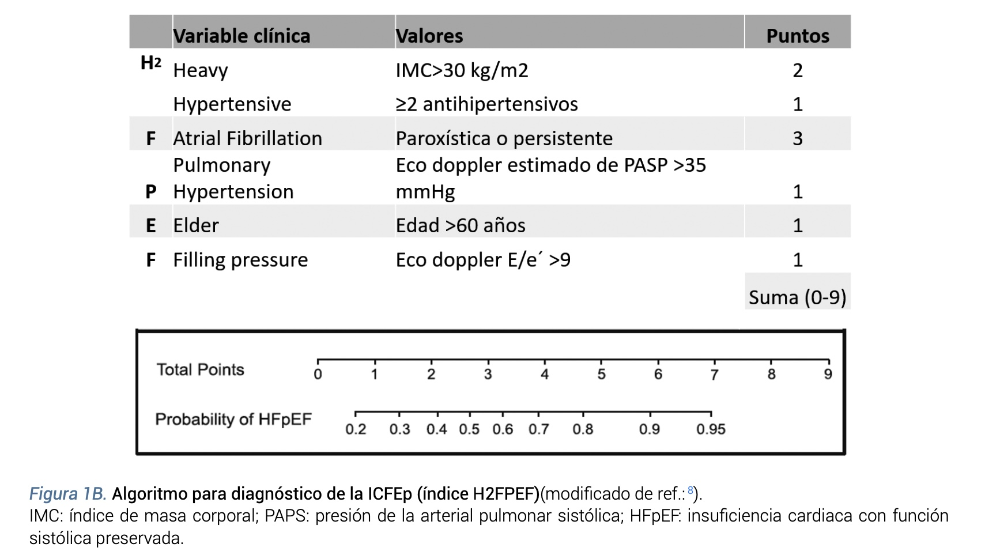 Variable clínica Valores Puntos
H2 Heavy IMC>30 kg/m2 2
Hypertensive ≥2 antihipertensivos 1
F Atrial Fibrillation Paroxística o persistente 3
Pulmonary Eco doppler estimado de PASP >35
P Hypertension mmHg 1
E Elder Edad >60 años 1
F Filling pressure Eco doppler E/e´ >9 1
Suma (0-9)
Total Points 0 1 2 3 4 5 6 7 8 9
Probability of HFpEF 0.2 0.3 0.4 0.5 0.6 0.7 0.8 0.9 0.95
Figura 1B. Algoritmo para diagnóstico de la ICFEp (índice H2FPEF)(modificado de ref.:8).
IMC: índice de masa corporal; PAPS: presión de la arterial pulmonar sistólica; HFpEF: insuficiencia cardiaca con función
sistólica preservada.